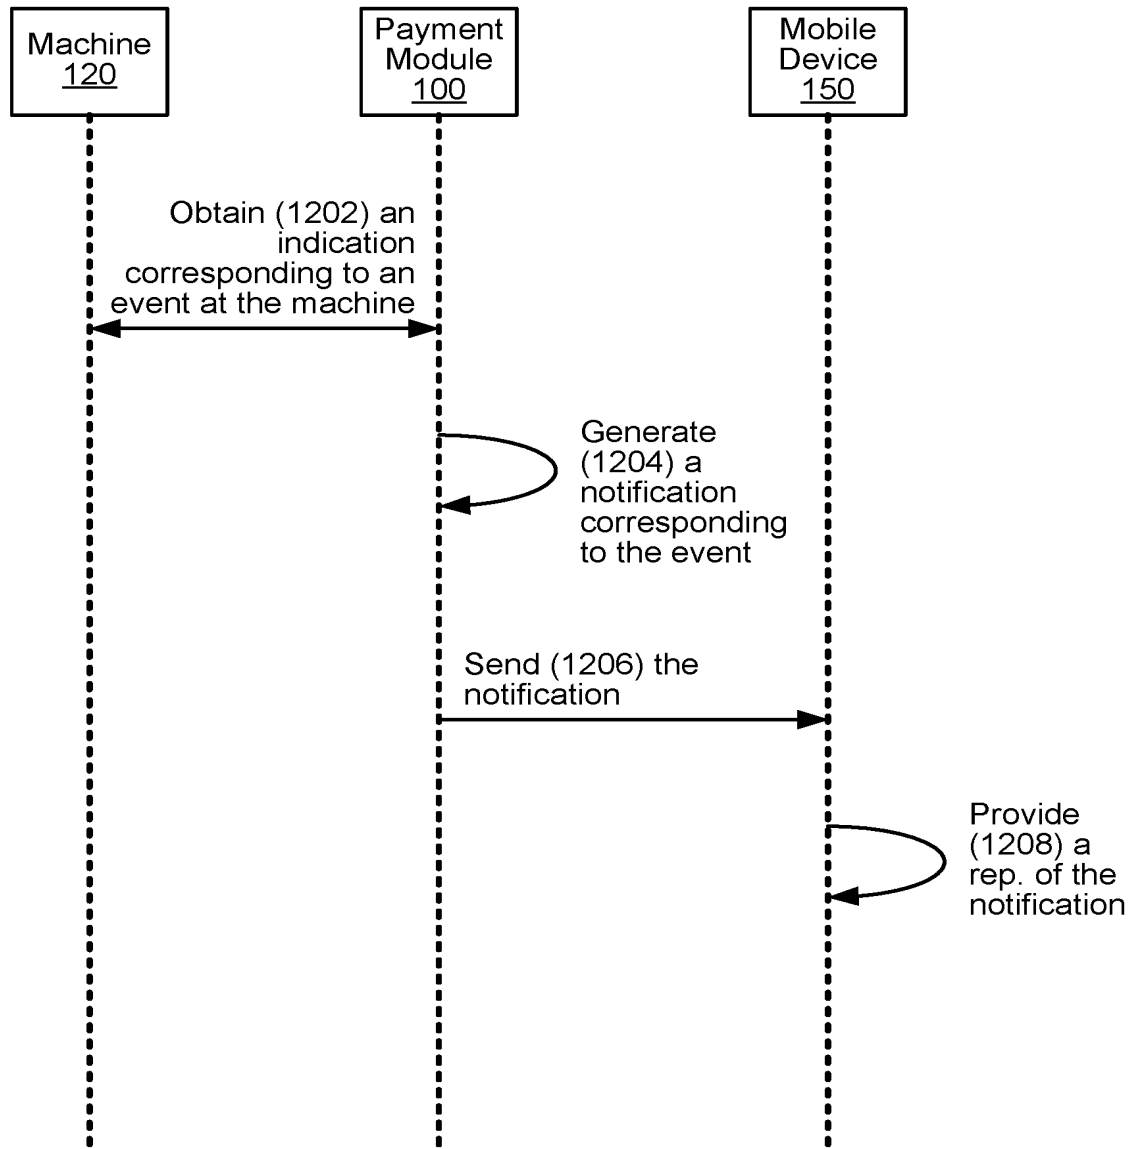 Machine
120
Payment
Module
100
Mobile
Device
150
Obtain (1202) an
indication
corresponding to an
event at the machine
Generate
(1204) a
notification
corresponding
to the event
Send (1206) the
notification
Provide
(1208) a
rep. of the
notification